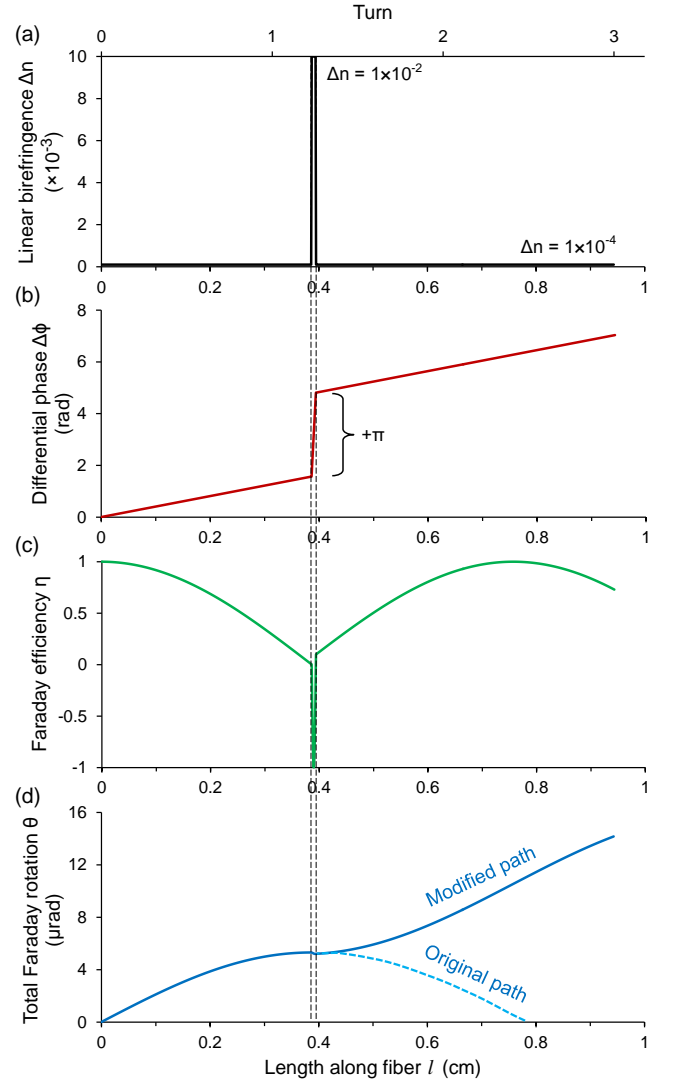 Turn
(a)
0 1 2 3
Linear birefringence Δn
(×10⁻³)
10
8
6
4
2
0
Δn = 1×10⁻²
Δn = 1×10⁻⁴
0 0.2 0.4 0.6 0.8 1
(b)
Differential phase Δϕ
(rad)
8
6
4
2
0
+π
0 0.2 0.4 0.6 0.8 1
(c)
Faraday efficiency η
1
0.5
0
-0.5
-1
0 0.2 0.4 0.6 0.8 1
(d)
Total Faraday rotation θ
(µrad)
16
12
8
4
0
Modified path
Original path
0 0.2 0.4 0.6 0.8 1
Length along fiber l (cm)